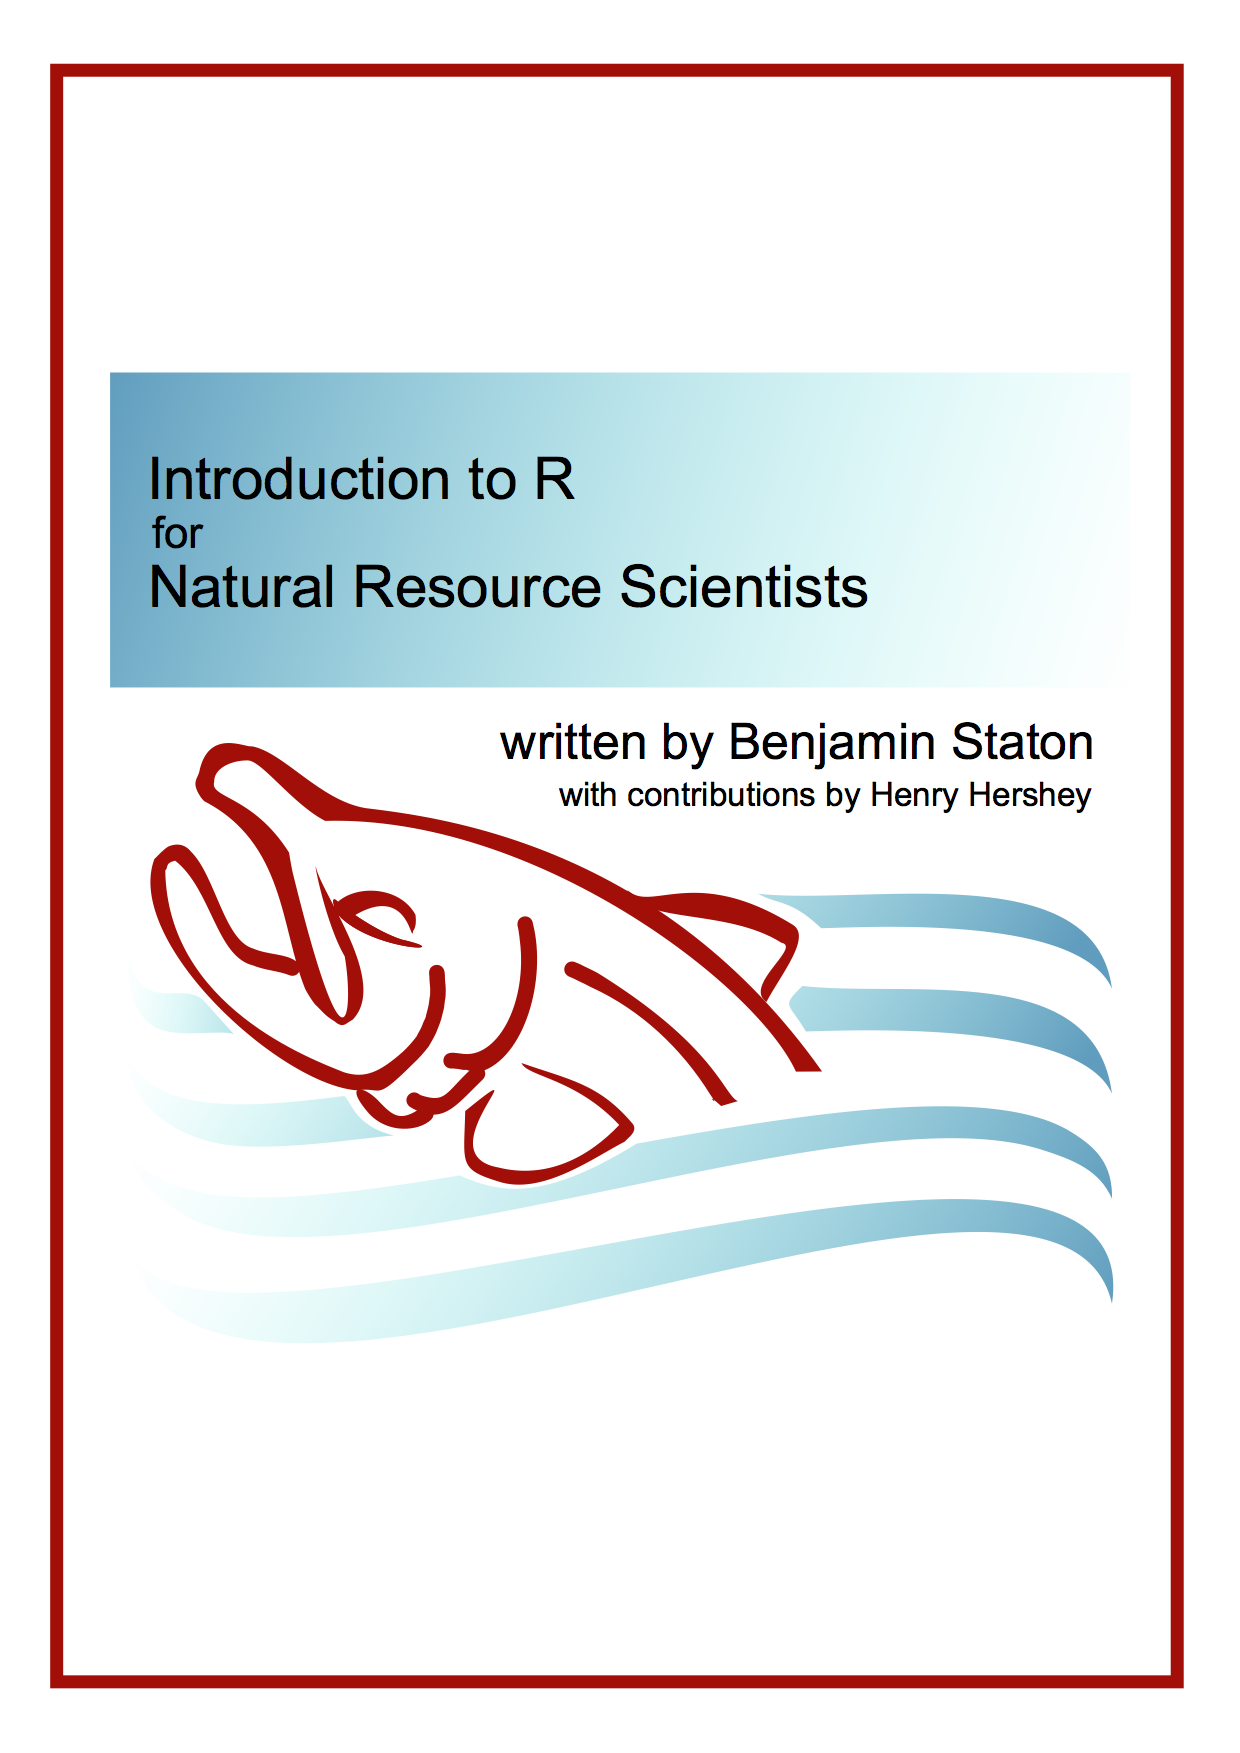 Introduction to R
for
Natural Resource Scientists
written by Benjamin Staton
with contributions by Henry Hershey